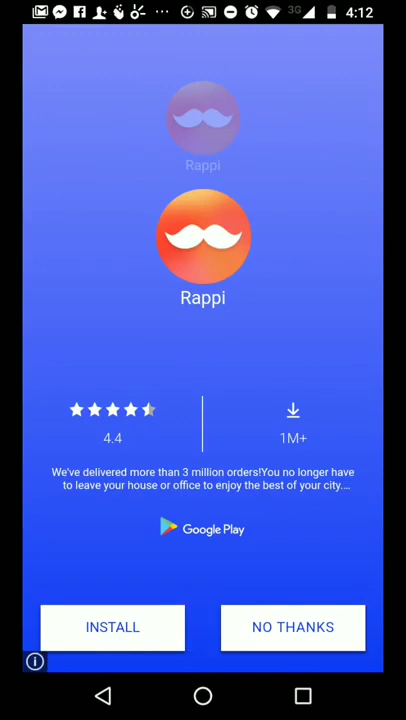 3G 4:12
Rappi
Rappi
4.4
1M+
We've delivered more than 3 million orders!You no longer have
to leave your house or office to enjoy the best of your city....
Google Play
INSTALL
NO THANKS